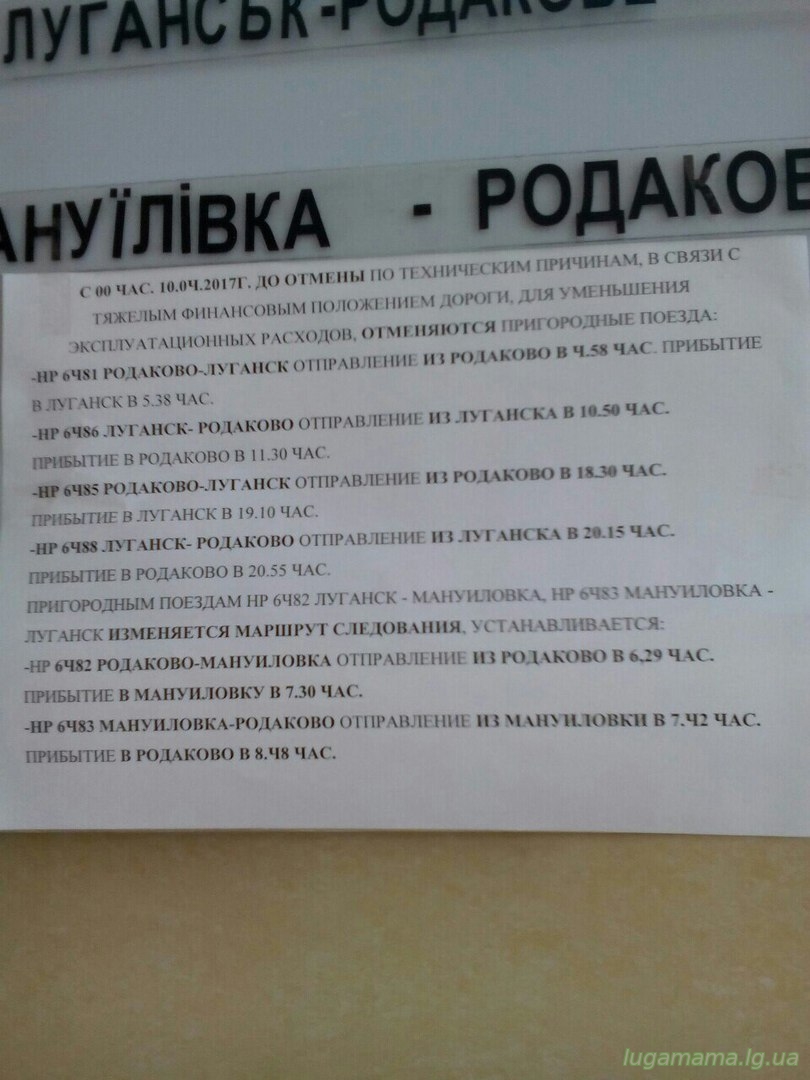 ЛУГАНСЬК-РОДАКОВЕ
АНУЇЛІВКА - РОДАКОВ
С 00 ЧАС. 10.0Ч.2017Г. ДО ОТМЕНЫ ПО ТЕХНИЧЕСКИМ ПРИЧИНАМ, В СВЯЗИ С
ТЯЖЕЛЫМ ФИНАНСОВЫМ ПОЛОЖЕНИЕМ ДОРОГИ, ДЛЯ УМЕНЬШЕНИЯ
ЭКСПЛУАТАЦИОННЫХ РАСХОДОВ, ОТМЕНЯЮТСЯ ПРИГОРОДНЫЕ ПОЕЗДА:
-НР 6Ч81 РОДАКОВО-ЛУГАНСК ОТПРАВЛЕНИЕ ИЗ РОДАКОВО В Ч.58 ЧАС. ПРИБЫТИЕ
В ЛУГАНСК В 5.38 ЧАС.
-НР 6Ч86 ЛУГАНСК- РОДАКОВО ОТПРАВЛЕНИЕ ИЗ ЛУГАНСКА В 10.50 ЧАС.
ПРИБЫТИЕ В РОДАКОВО В 11.30 ЧАС.
-НР 6Ч85 РОДАКОВО-ЛУГАНСК ОТПРАВЛЕНИЕ ИЗ РОДАКОВО В 18.30 ЧАС.
ПРИБЫТИЕ В ЛУГАНСК В 19.10 ЧАС.
-НР 6Ч88 ЛУГАНСК- РОДАКОВО ОТПРАВЛЕНИЕ ИЗ ЛУГАНСКА В 20.15 ЧАС.
ПРИБЫТИЕ В РОДАКОВО В 20.55 ЧАС.
ПРИГОРОДНЫМ ПОЕЗДАМ НР 6Ч82 ЛУГАНСК - МАНУИЛОВКА, НР 6Ч83 МАНУИЛОВКА -
ЛУГАНСК ИЗМЕНЯЕТСЯ МАРШРУТ СЛЕДОВАНИЯ, УСТАНАВЛИВАЕТСЯ:
-НР 6Ч82 РОДАКОВО-МАНУИЛОВКА ОТПРАВЛЕНИЕ ИЗ РОДАКОВО В 6,29 ЧАС.
ПРИБЫТИЕ В МАНУИЛОВКУ В 7.30 ЧАС.
-НР 6Ч83 МАНУИЛОВКА-РОДАКОВО ОТПРАВЛЕНИЕ ИЗ МАНУИЛОВКИ В 7.Ч2 ЧАС.
ПРИБЫТИЕ В РОДАКОВО В 8.Ч8 ЧАС.
lugamama.lg.ua